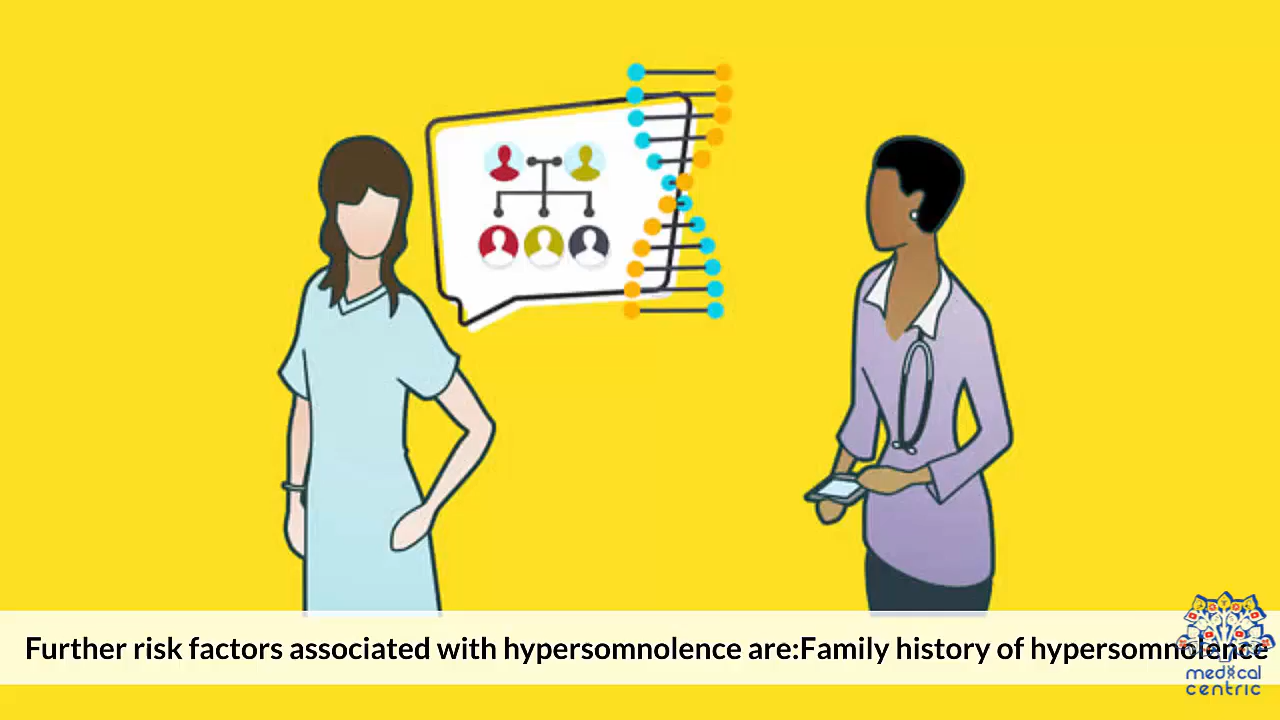 Further risk factors associated with hypersomnolence are:Family history of hypersomnolence
medical
centric